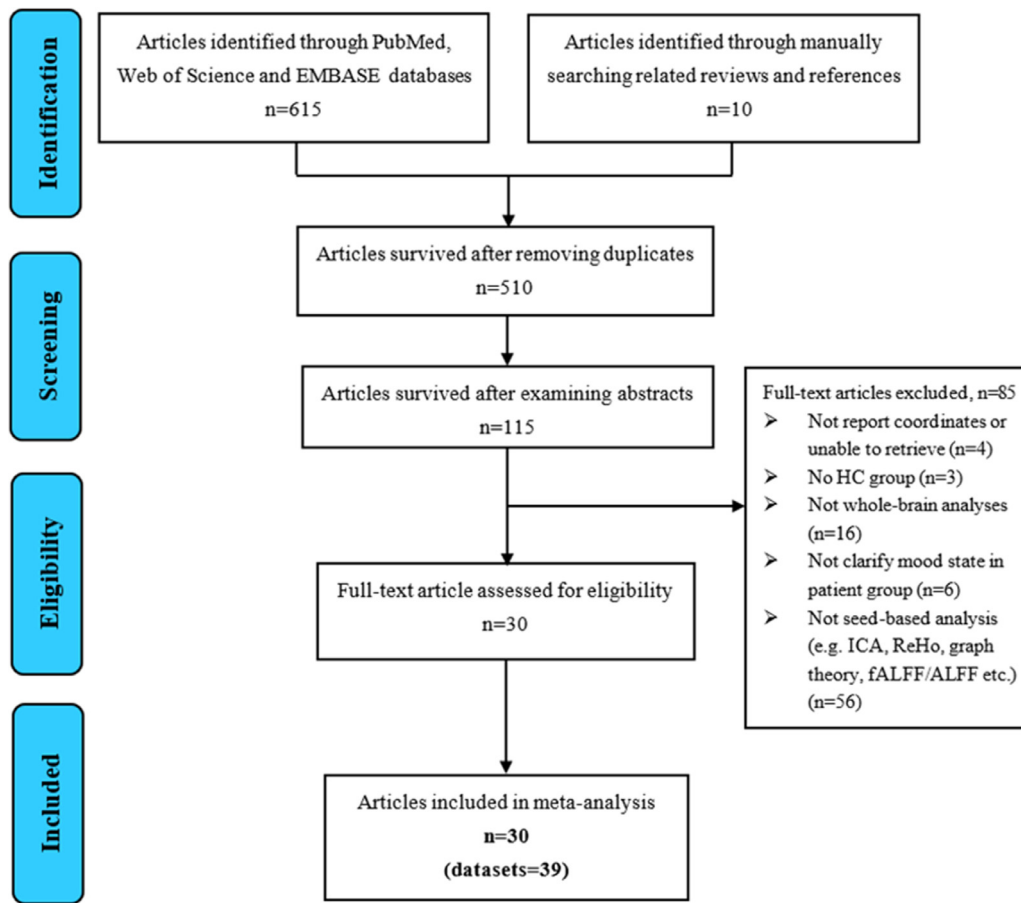 Identification
Articles identified through PubMed,
Web of Science and EMBASE databases
n=615
Articles identified through manually
searching related reviews and references
n=10
Screening
Articles survived after removing duplicates
n=510
Articles survived after examining abstracts
n=115
Full-text articles excluded, n=85
➢ Not report coordinates or
unable to retrieve (n=4)
➢ No HC group (n=3)
➢ Not whole-brain analyses
(n=16)
➢ Not clarify mood state in
patient group (n=6)
➢ Not seed-based analysis
(e.g. ICA, ReHo, graph
theory, fALFF/ALFF etc.)
(n=56)
Eligibility
Full-text article assessed for eligibility
n=30
Included
Articles included in meta-analysis
n=30
(datasets=39)